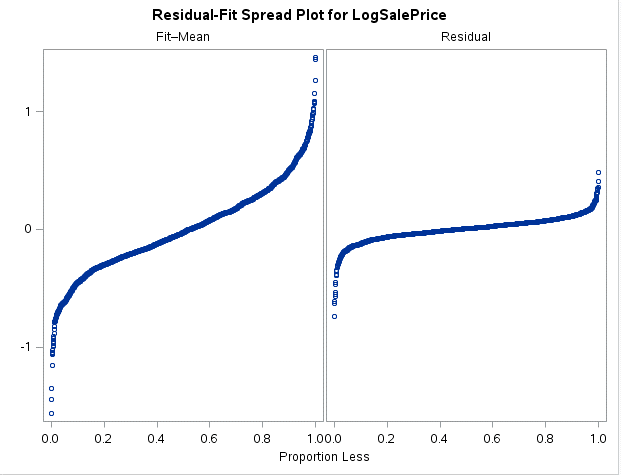 Residual-Fit Spread Plot for LogSalePrice
Fit–Mean
Residual
1
0
-1
0.0 0.2 0.4 0.6 0.8 1.0
0.0 0.2 0.4 0.6 0.8 1.0
Proportion Less